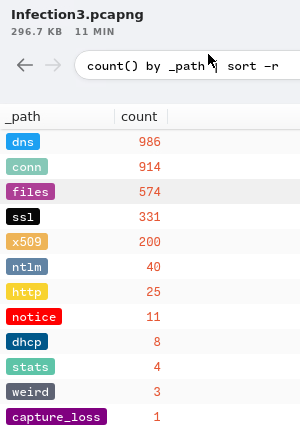 Infection3.pcapng
296.7 KB 11 MIN
count() by _path | sort -r
_path count
dns 986
conn 914
files 574
ssl 331
x509 200
ntlm 40
http 25
notice 11
dhcp 8
stats 4
weird 3
capture_loss 1